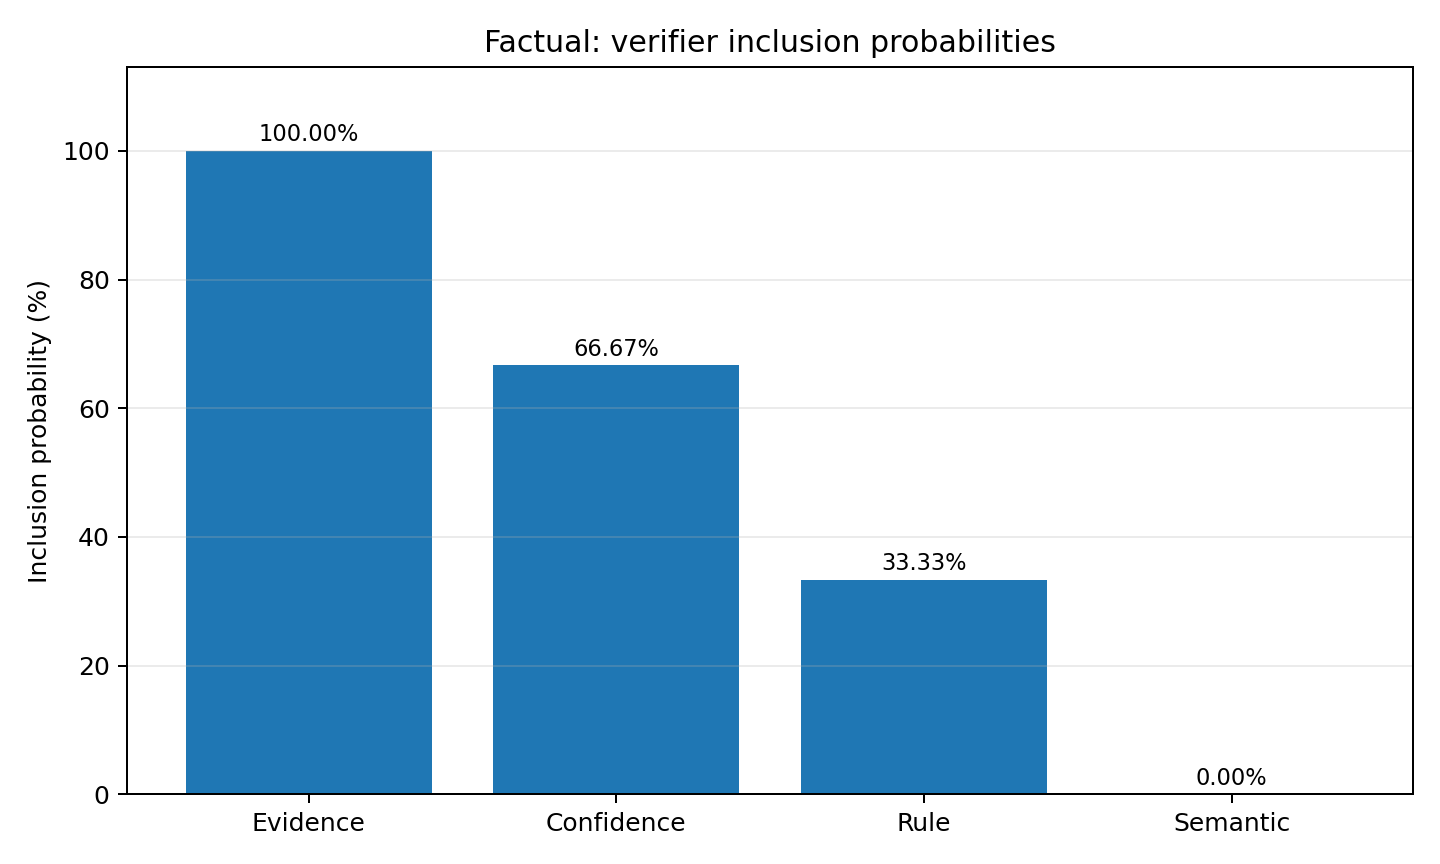 Factual: verifier inclusion probabilities
Inclusion probability (%)
100
80
60
40
20
0
100.00%
66.67%
33.33%
0.00%
Evidence
Confidence
Rule
Semantic